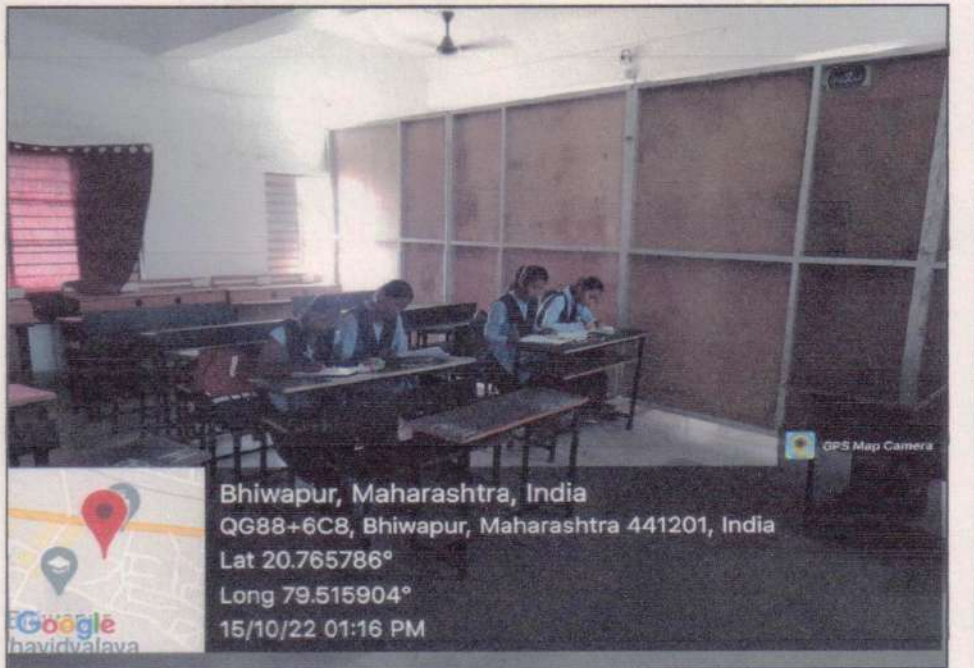 GPS Map Camera
Bhiwapur, Maharashtra, India
QG88+6C8, Bhiwapur, Maharashtra 441201, India
Lat 20.765786°
Long 79.515904°
15/10/22 01:16 PM
Google